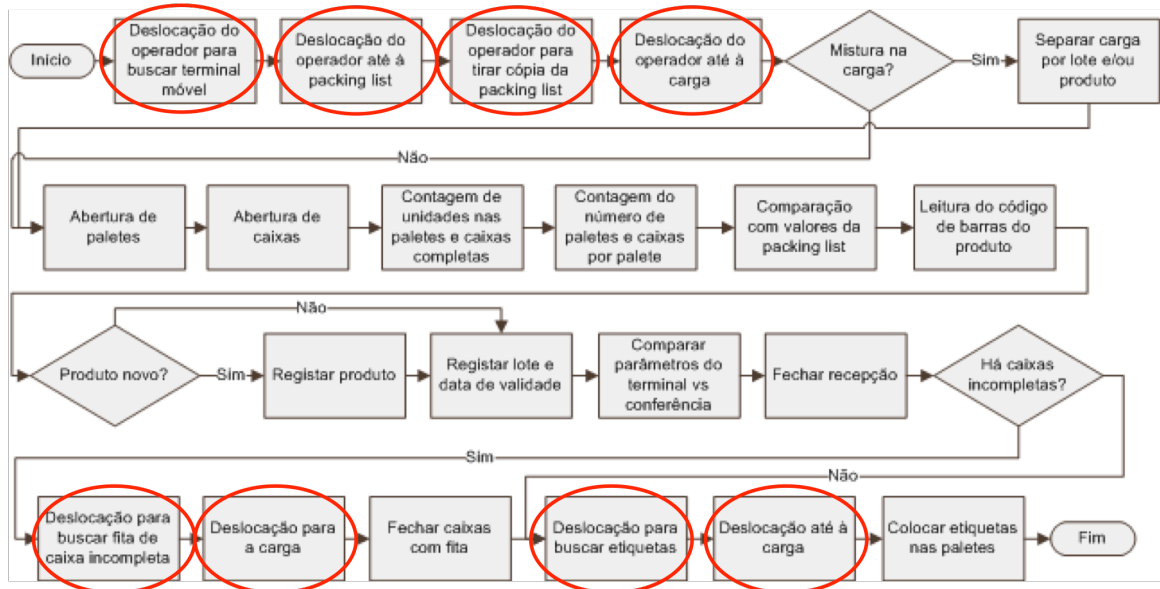 Início
Deslocação do
operador para
buscar terminal
móvel
Deslocação do
operador até à
packing list
Deslocação do
operador para
tirar cópia da
packing list
Deslocação do
operador até à
carga
Mistura na
carga?
Sim
Separar carga
por lote e/ou
produto
Não
Abertura de
paletes
Abertura de
caixas
Contagem de
unidades nas
paletes e caixas
completas
Contagem do
número de
paletes e caixas
por palete
Comparação
com valores da
packing list
Leitura do código
de barras do
produto
Não
Produto novo?
Sim
Registar produto
Registar lote e
data de validade
Comparar
parâmetros do
terminal vs
conferência
Fechar recepção
Há caixas
incompletas?
Sim
Não
Deslocação para
buscar fita de
caixa incompleta
Deslocação para
a carga
Fechar caixas
com fita
Deslocação para
buscar etiquetas
Deslocação até à
carga
Colocar etiquetas
nas paletes
Fim